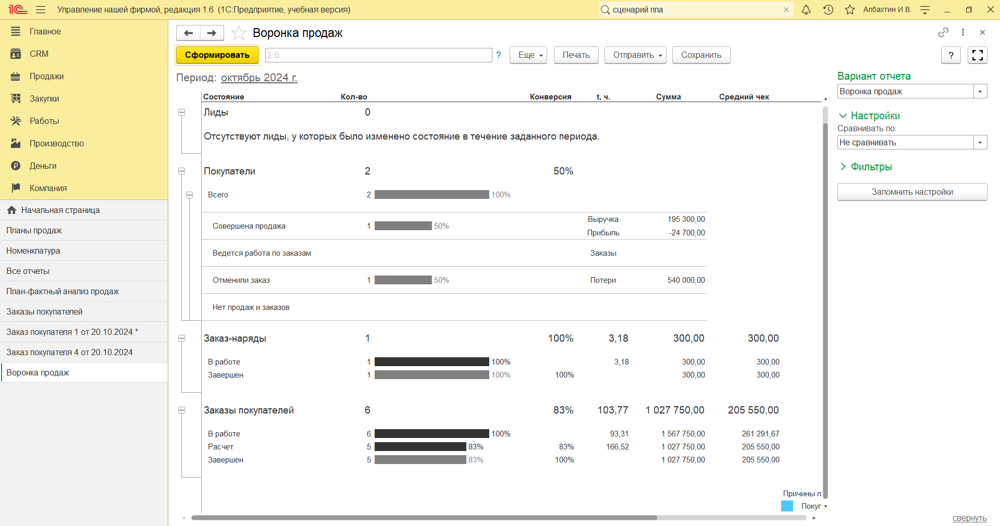 1С Управление нашей фирмой, редакция 1.6 (1С:Предприятие, учебная версия)
сценарий ппа
Албахтин И.В.
Главное
CRM
Продажи
Закупки
Работы
Производство
Деньги
Компания
Начальная страница
Планы продаж
Номенклатура
Все отчеты
План-фактный анализ продаж
Заказы покупателей
Заказ покупателя 1 от 20.10.2024 *
Заказ покупателя 4 от 20.10.2024
Воронка продаж
Воронка продаж
Сформировать Σ 0 ? Еще Печать Отправить Сохранить ?
Период: октябрь 2024 г.
Состояние Кол-во Конверсия t, ч. Сумма Средний чек
Лиды 0
Отсутствуют лиды, у которых было изменено состояние в течение заданного периода.
Покупатели 2 50%
Всего 2 100%
Совершена продажа 1 50% Выручка 195 300,00
Прибыль -24 700,00
Ведется работа по заказам Заказы
Отменили заказ 1 50% Потери 540 000,00
Нет продаж и заказов
Заказ-наряды 1 100% 3,18 300,00 300,00
В работе 1 100% 3,18 300,00 300,00
Завершен 1 100% 100% 300,00 300,00
Заказы покупателей 6 83% 103,77 1 027 750,00 205 550,00
В работе 6 100% 93,31 1 567 750,00 261 291,67
Расчет 5 83% 83% 166,52 1 027 750,00 205 550,00
Завершен 5 83% 100% 1 027 750,00 205 550,00
Причины п
Покуп
Вариант отчета
Воронка продаж
Настройки
Сравнивать по:
Не сравнивать
Фильтры
Запомнить настройки
свернуть